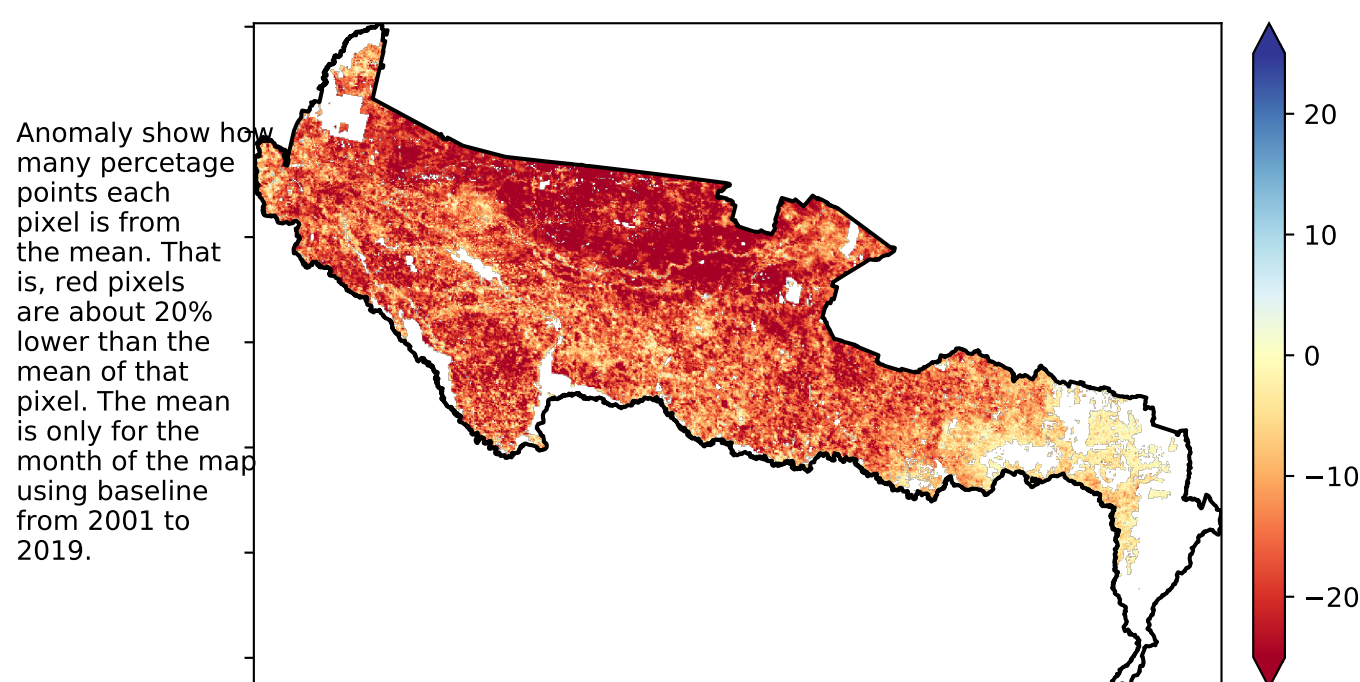 Anomaly show how
many percetage
points each
pixel is from
the mean. That
is, red pixels
are about 20%
lower than the
mean of that
pixel. The mean
is only for the
month of the map
using baseline
from 2001 to
2019.
20
10
0
−10
−20